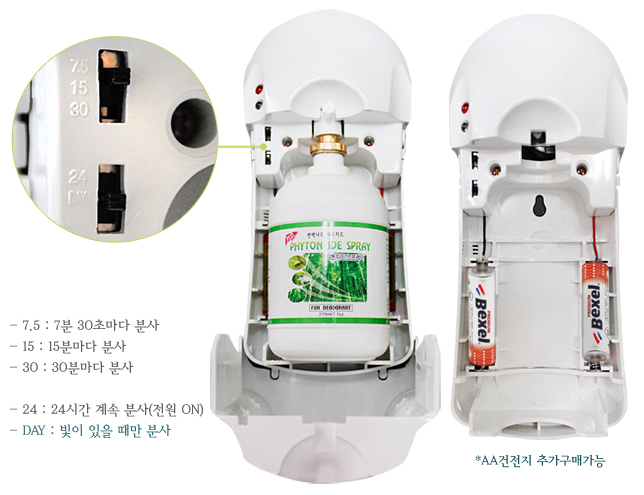 7.5
15
30
24
DAY
PHYTONCIDE SPRAY
FOR DEODORANT
Bexel
Bexel
- 7.5 : 7분 30초마다 분사
- 15 : 15분마다 분사
- 30 : 30분마다 분사
- 24 : 24시간 계속 분사(전원 ON)
- DAY : 빛이 있을 때만 분사
*AA건전지 추가구매가능